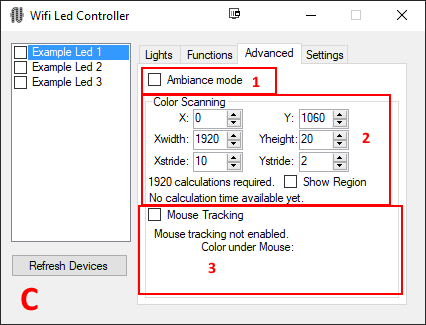 Wifi Led Controller
Example Led 1
Example Led 2
Example Led 3
Refresh Devices
C
Lights Functions Advanced Settings
Ambiance mode 1
Color Scanning
X: 0 Y: 1060
Xwidth: 1920 Yheight: 20 2
Xstride: 10 Ystride: 2
1920 calculations required. Show Region
No calculation time available yet.
Mouse Tracking
Mouse tracking not enabled.
Color under Mouse:
3